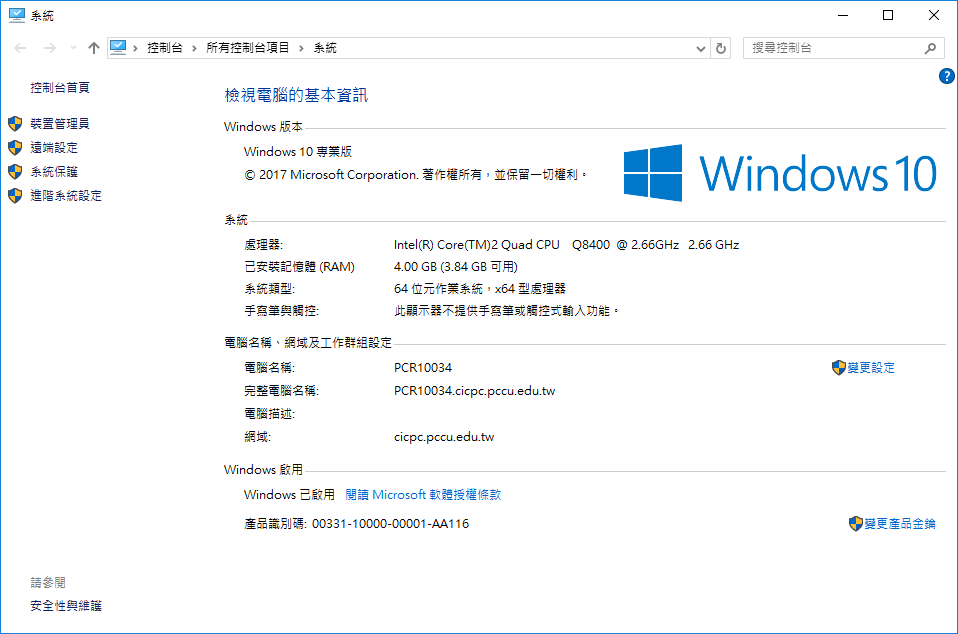 系統
控制台 › 所有控制台項目 › 系統
搜尋控制台
控制台首頁
裝置管理員
遠端設定
系統保護
進階系統設定
請參閱
安全性與維護
?
檢視電腦的基本資訊
Windows 版本
Windows 10 專業版
© 2017 Microsoft Corporation. 著作權所有，並保留一切權利。
Windows 10
系統
處理器: Intel(R) Core(TM)2 Quad CPU Q8400 @ 2.66GHz 2.66 GHz
已安裝記憶體 (RAM) 4.00 GB (3.84 GB 可用)
系統類型: 64 位元作業系統，x64 型處理器
手寫筆與觸控: 此顯示器不提供手寫筆或觸控式輸入功能。
電腦名稱、網域及工作群組設定
電腦名稱: PCR10034 變更設定
完整電腦名稱: PCR10034.cicpc.pccu.edu.tw
電腦描述:
網域: cicpc.pccu.edu.tw
Windows 啟用
Windows 已啟用 閱讀 Microsoft 軟體授權條款
產品識別碼: 00331-10000-00001-AA116 變更產品金鑰